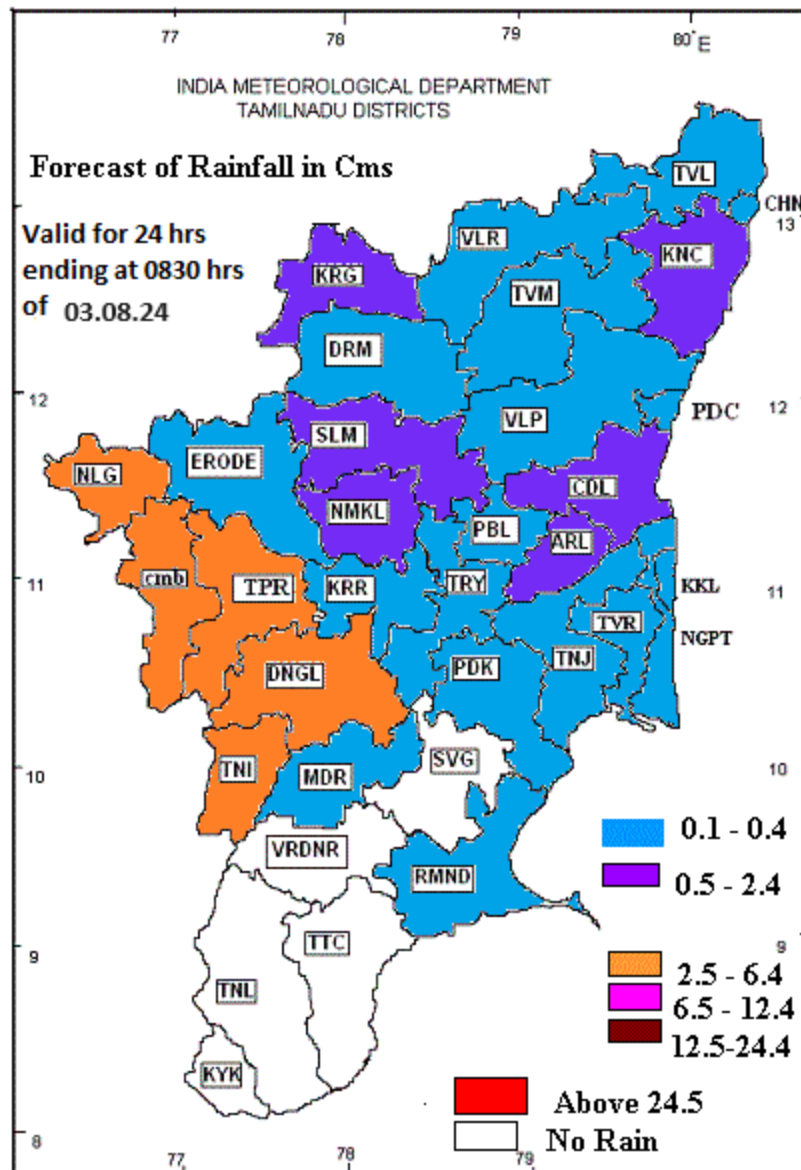 77 78 79 80°E
INDIA METEOROLOGICAL DEPARTMENT
TAMILNADU DISTRICTS
Forecast of Rainfall in Cms
TVL
CHN
13
Valid for 24 hrs
ending at 0830 hrs
of 03.08.24
VLR
KNC
KRG
TVM
DRM
12
12
PDC
VLP
SLM
ERODE
NLG
CDL
NMKL
PBL
ARL
11
cmb
TPR
KRR
TRY
KKL
11
TVR
NGPT
DNGL
PDK
TNJ
10
TNI
MDR
SVG
10
0.1 - 0.4
VRDNR
RMND
0.5 - 2.4
9
TTC
9
2.5 - 6.4
TNL
6.5 - 12.4
12.5-24.4
KYK
Above 24.5
No Rain
8
77 78 79